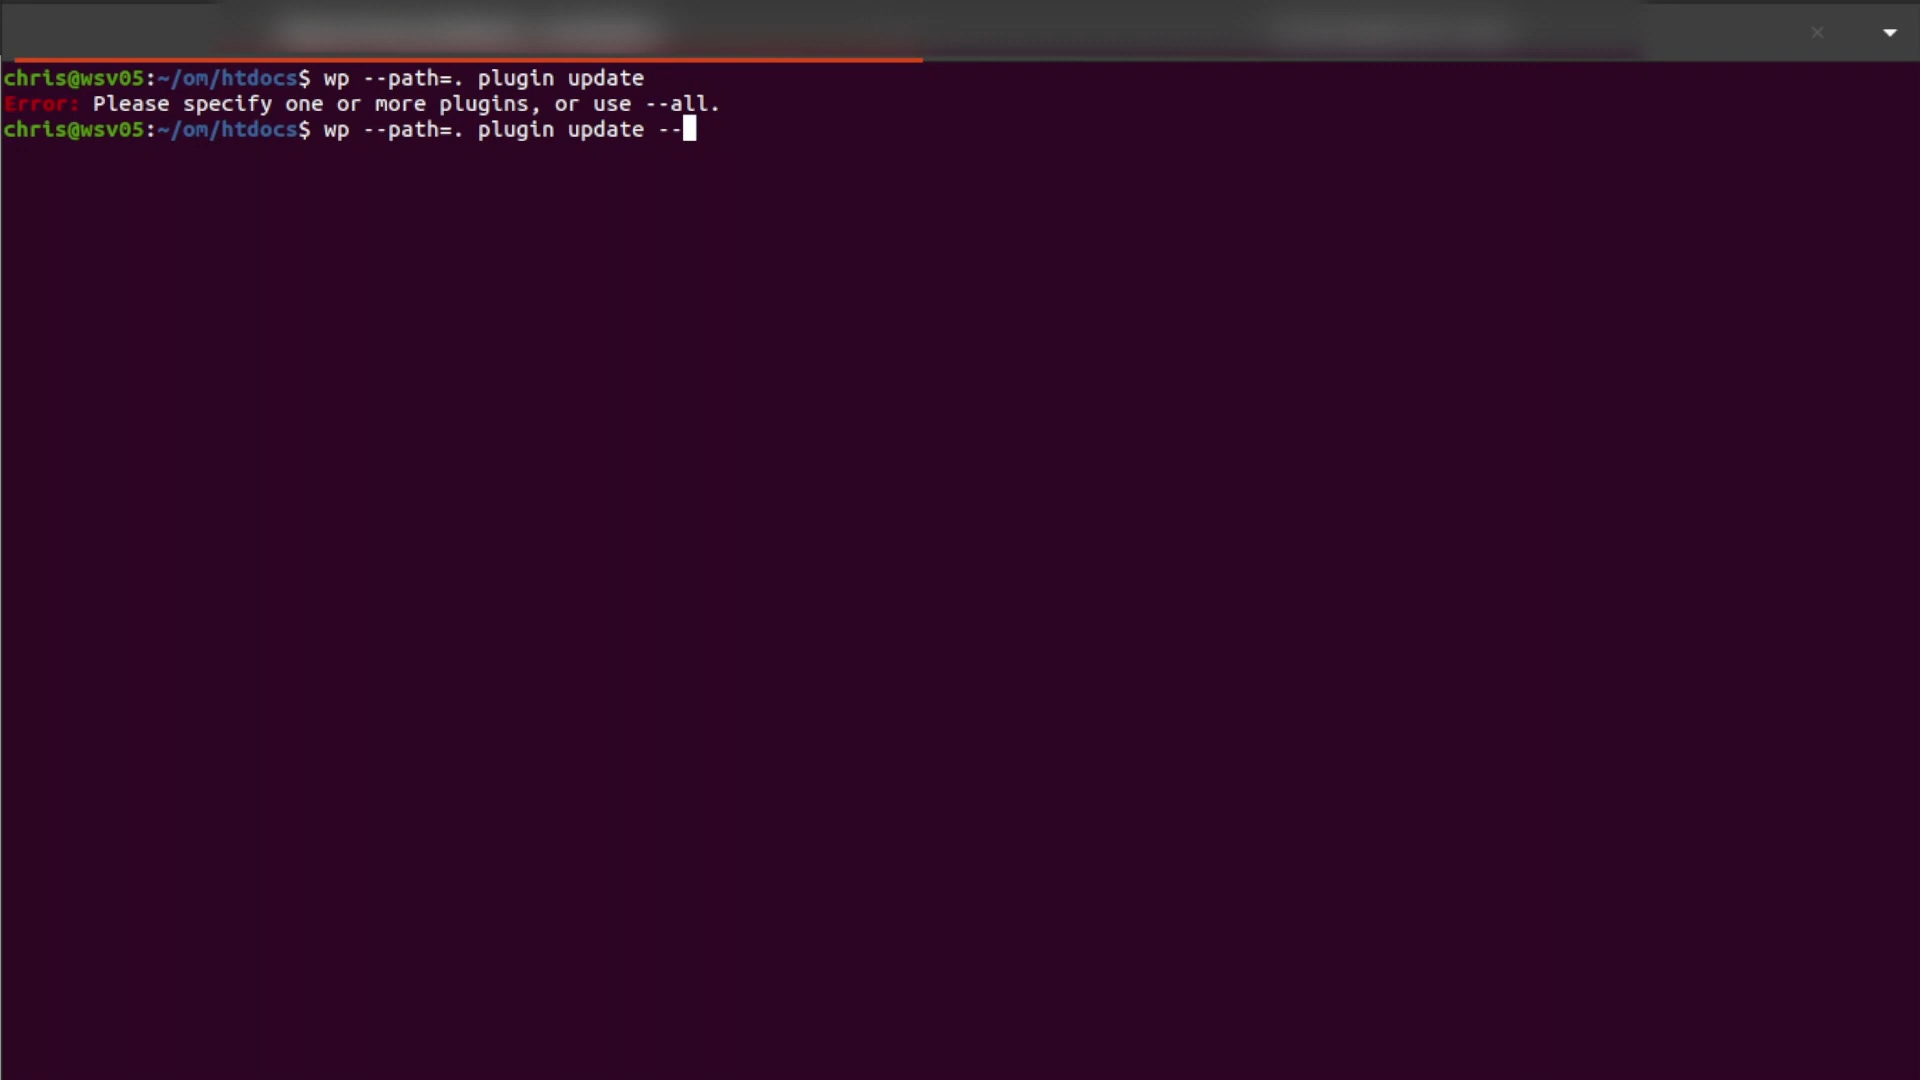 chris@wsv05:~/om/htdocs$ wp --path=. plugin update
Error: Please specify one or more plugins, or use --all.
chris@wsv05:~/om/htdocs$ wp --path=. plugin update --